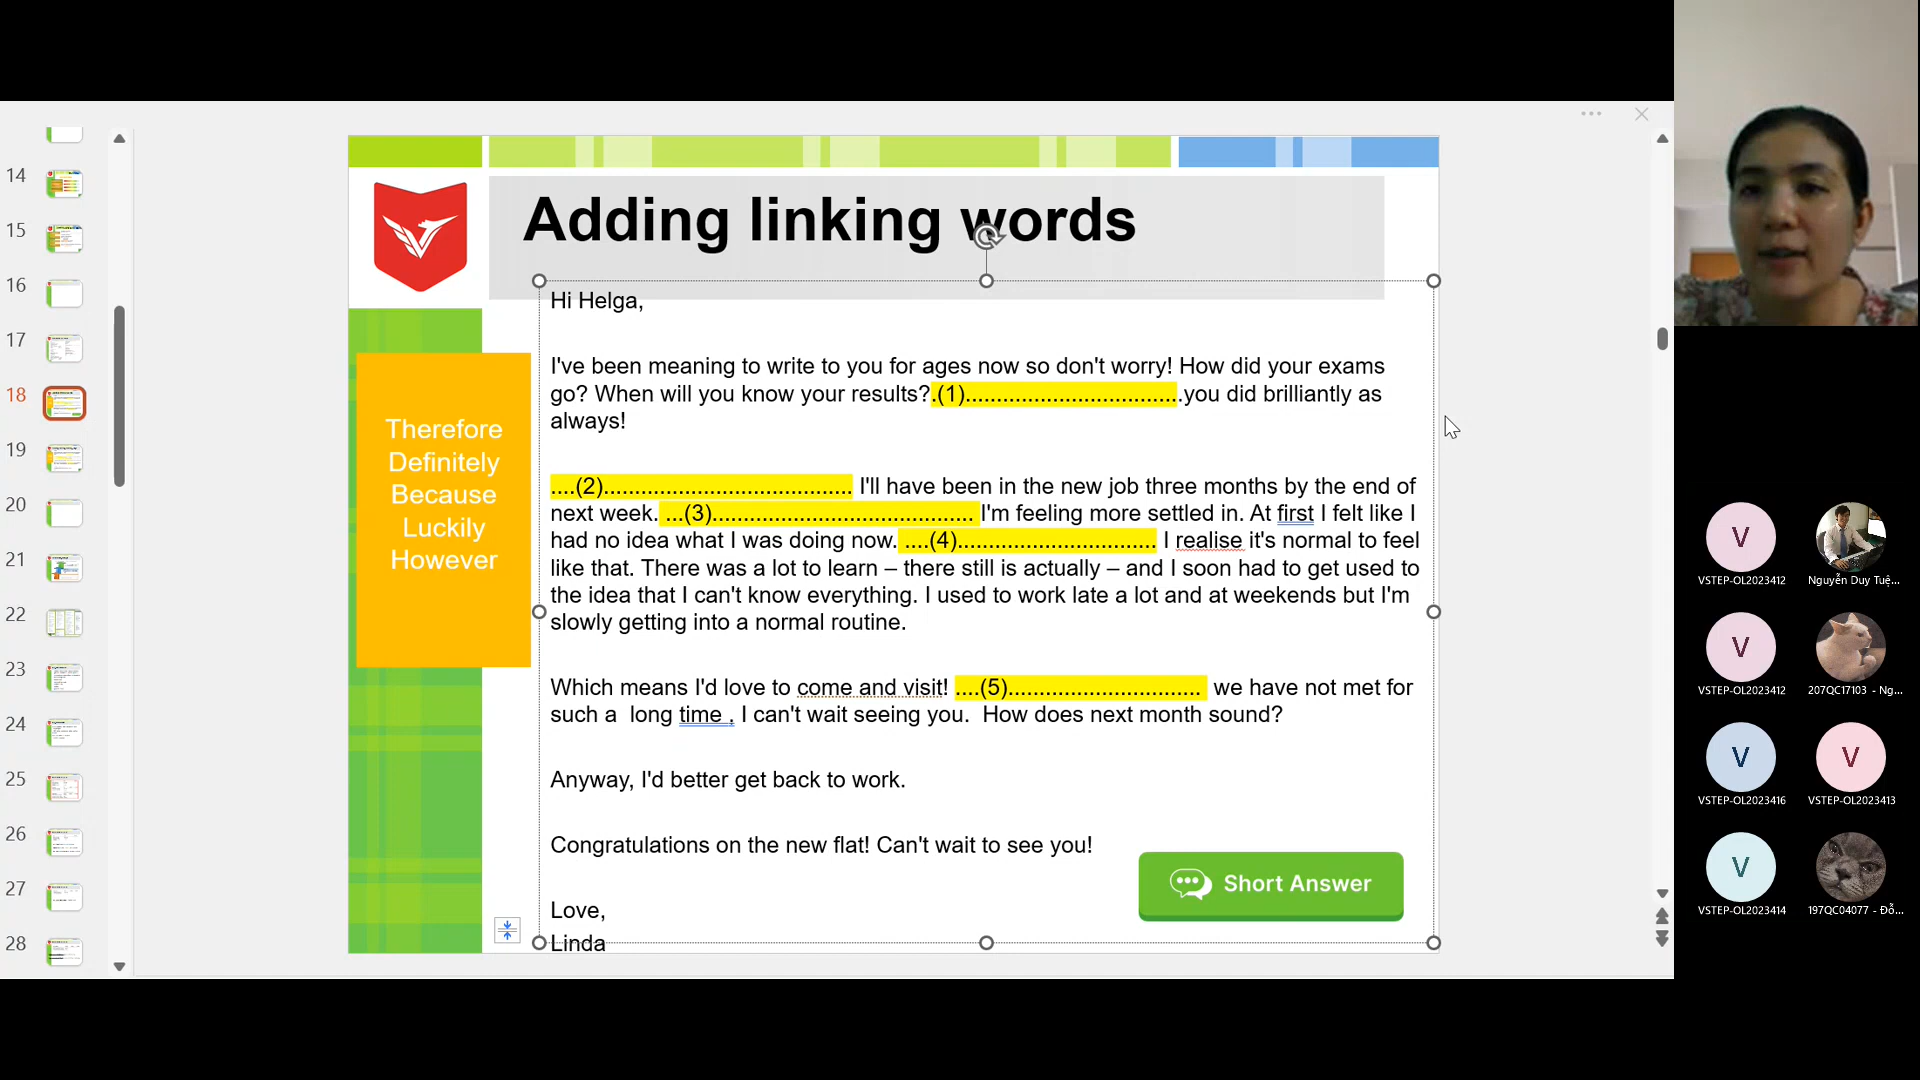 Adding linking words
Therefore
Definitely
Because
Luckily
However
Hi Helga,
I've been meaning to write to you for ages now so don't worry! How did your exams
go? When will you know your results?.(1)...................................you did brilliantly as
always!
....(2)........................................ I'll have been in the new job three months by the end of
next week. ...(3).......................................... I'm feeling more settled in. At first I felt like I
had no idea what I was doing now. ....(4)................................ I realise it's normal to feel
like that. There was a lot to learn – there still is actually – and I soon had to get used to
the idea that I can't know everything. I used to work late a lot and at weekends but I'm
slowly getting into a normal routine.
Which means I'd love to come and visit! ....(5)............................... we have not met for
such a  long time . I can't wait seeing you.  How does next month sound?
Anyway, I'd better get back to work.
Congratulations on the new flat! Can't wait to see you!
Love,
Linda
Short Answer
14
15
16
17
18
19
20
21
22
23
24
25
26
27
28
V
VSTEP-OL2023412
Nguyễn Duy Tuệ...
V
VSTEP-OL2023412
207QC17103 - Ng...
V
VSTEP-OL2023416
V
VSTEP-OL2023413
V
VSTEP-OL2023414
197QC04077 - Đỗ...